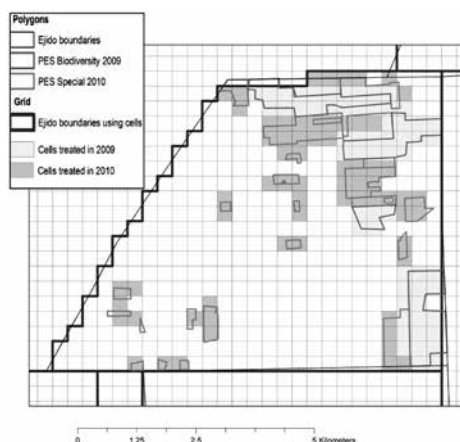 Polygons
Ejido boundaries
PES Biodiversity 2009
PES Special 2010
Grid
Ejido boundaries using cells
Cells treated in 2009
Cells treated in 2010
0 1.25 2.5 5 Kilometers